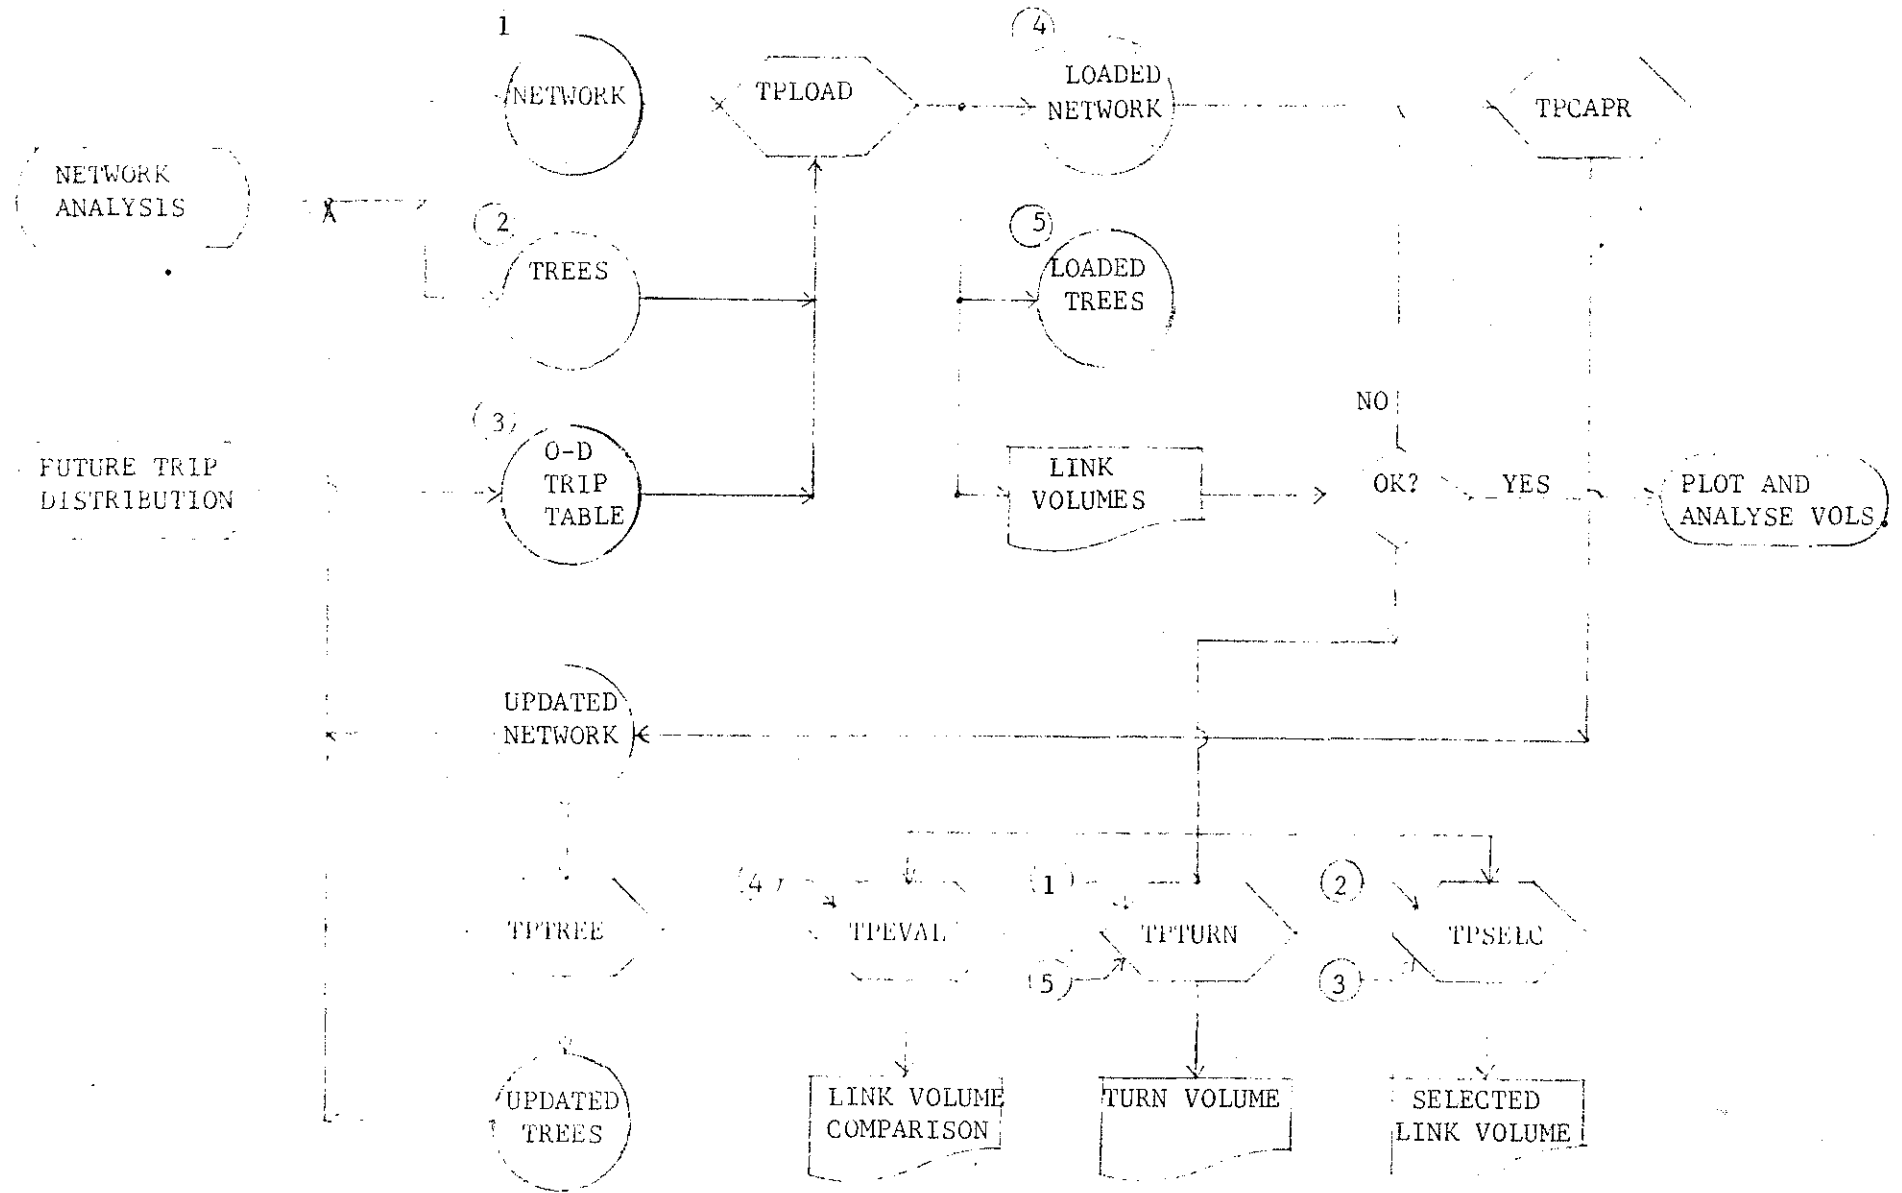 1
NETWORK
TPLOAD
4
LOADED
NETWORK
TPCAPR
NETWORK
ANALYSIS
2
TREES
5
LOADED
TREES
3
O-D
TRIP
TABLE
FUTURE TRIP
DISTRIBUTION
LINK
VOLUMES
NO
OK?
YES
PLOT AND
ANALYSE VOLS.
UPDATED
NETWORK
TPTREE
4
TPEVAL
1
5
TPTURN
2
3
TPSELC
UPDATED
TREES
LINK VOLUME
COMPARISON
TURN VOLUME
SELECTED
LINK VOLUME